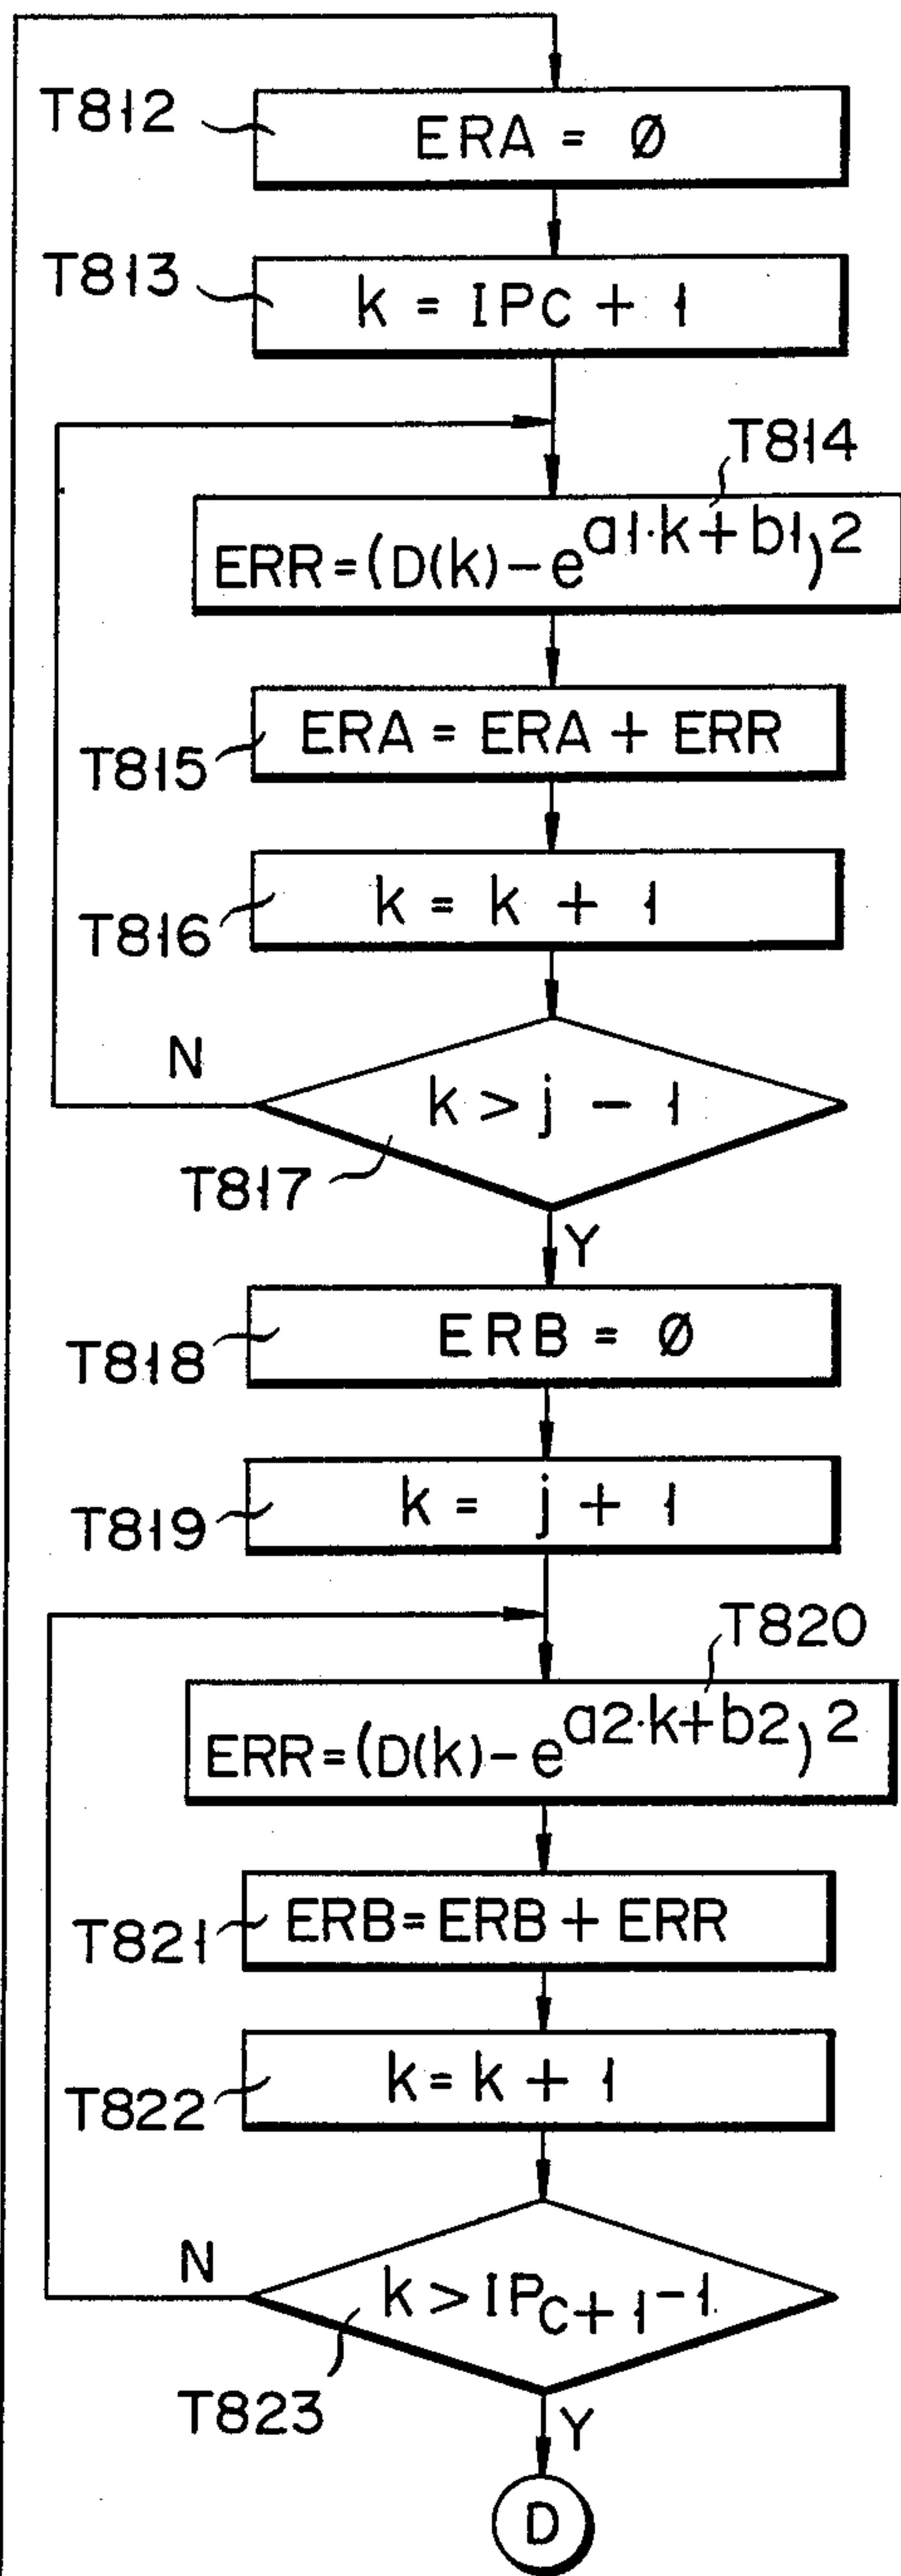 T812
ERA = Ø
T813
k = IPC + 1
T814
ERR=(D(k)-e^{a1·k+b1})^2
T815
ERA = ERA + ERR
T816
k = k + 1
N
k > j - 1
T817
Y
T818
ERB = Ø
T819
k = j + 1
T820
ERR=(D(k)-e^{a2·k+b2})^2
T821
ERB=ERB + ERR
T822
k = k + 1
N
k > IP_{C+1}-1
T823
Y
D